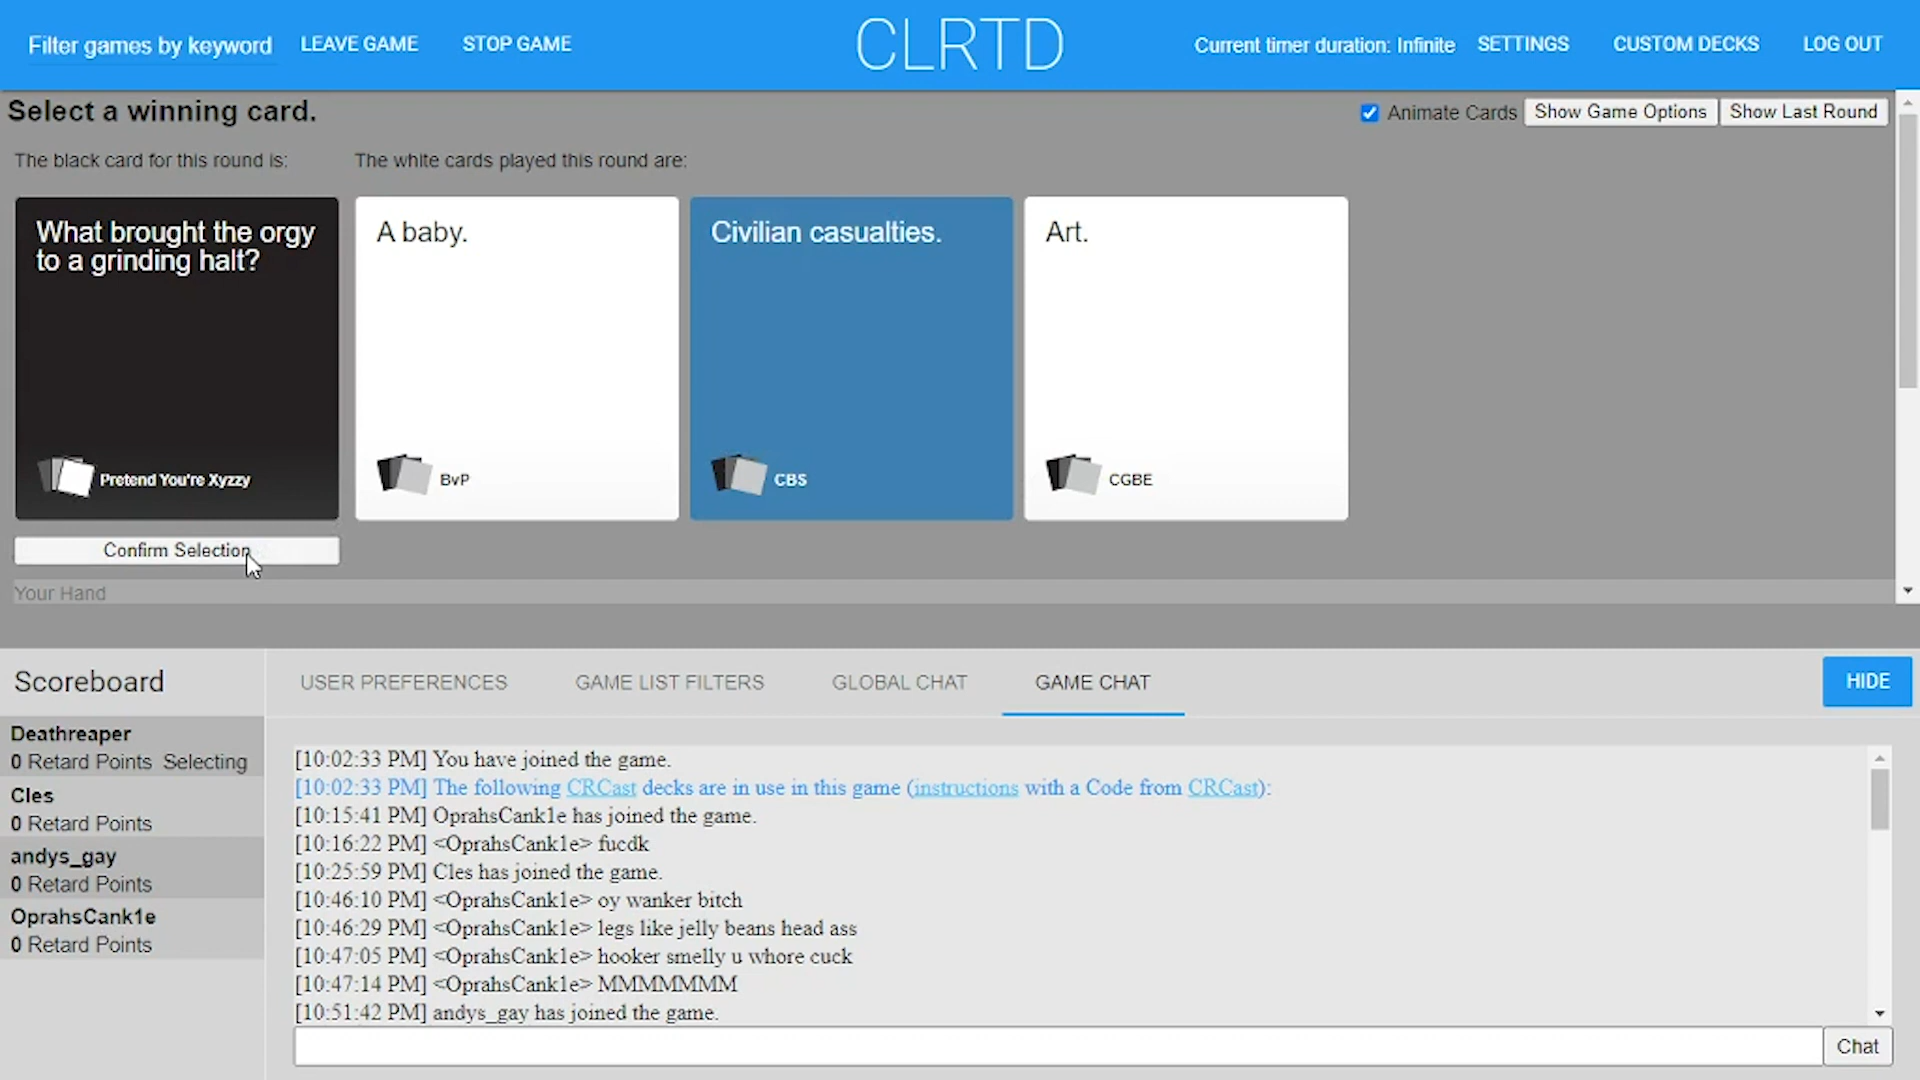 Filter games by keyword LEAVE GAME STOP GAME CLRTD Current timer duration: Infinite SETTINGS CUSTOM DECKS LOG OUT
Select a winning card. Animate Cards Show Game Options Show Last Round
The black card for this round is: The white cards played this round are:
What brought the orgy
to a grinding halt?
Pretend You're Xyzzy
A baby.
BvP
Civilian casualties.
CBS
Art.
CGBE
Confirm Selection
Your Hand
Scoreboard
Deathreaper
0 Retard Points Selecting
Cles
0 Retard Points
andys_gay
0 Retard Points
OprahsCank1e
0 Retard Points
USER PREFERENCES GAME LIST FILTERS GLOBAL CHAT GAME CHAT HIDE
[10:02:33 PM] You have joined the game.
[10:02:33 PM] The following CRCast decks are in use in this game (instructions with a Code from CRCast):
[10:15:41 PM] OprahsCank1e has joined the game.
[10:16:22 PM] <OprahsCank1e> fucdk
[10:25:59 PM] Cles has joined the game.
[10:46:10 PM] <OprahsCank1e> oy wanker bitch
[10:46:29 PM] <OprahsCank1e> legs like jelly beans head ass
[10:47:05 PM] <OprahsCank1e> hooker smelly u whore cuck
[10:47:14 PM] <OprahsCank1e> MMMMMMM
[10:51:42 PM] andys_gay has joined the game.
Chat